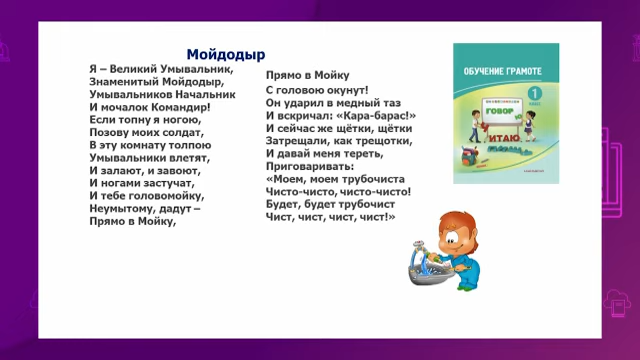 Мойдодыр
Я – Великий Умывальник,
Знаменитый Мойдодыр,
Умывальников Начальник
И мочалок Командир!
Если топну я ногою,
Позову моих солдат,
В эту комнату толпою
Умывальники влетят,
И залают, и завоют,
И ногами застучат,
И тебе головомойку,
Неумытому, дадут –
Прямо в Мойку,
Прямо в Мойку
С головою окунут!
Он ударил в медный таз
И вскричал: «Кара-барас!»
И сейчас же щётки, щётки
Затрещали, как трещотки,
И давай меня тереть,
Приговаривать:
«Моем, моем трубочиста
Чисто-чисто, чисто-чисто!
Будет, будет трубочист
Чист, чист, чист, чист!»
ОБУЧЕНИЕ ГРАМОТЕ
1
ГОВОР
ИТАЮ